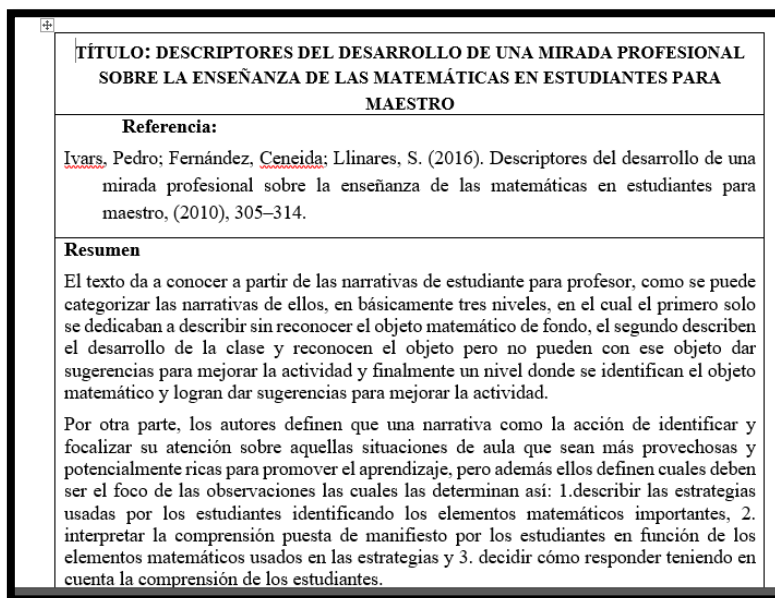 TÍTULO: DESCRIPTORES DEL DESARROLLO DE UNA MIRADA PROFESIONAL
SOBRE LA ENSEÑANZA DE LAS MATEMÁTICAS EN ESTUDIANTES PARA
MAESTRO
Referencia:
Ivars, Pedro; Fernández, Ceneida; Llinares, S. (2016). Descriptores del desarrollo de una
mirada profesional sobre la enseñanza de las matemáticas en estudiantes para
maestro, (2010), 305–314.
Resumen
El texto da a conocer a partir de las narrativas de estudiante para profesor, como se puede
categorizar las narrativas de ellos, en básicamente tres niveles, en el cual el primero solo
se dedicaban a describir sin reconocer el objeto matemático de fondo, el segundo describen
el desarrollo de la clase y reconocen el objeto pero no pueden con ese objeto dar
sugerencias para mejorar la actividad y finalmente un nivel donde se identifican el objeto
matemático y logran dar sugerencias para mejorar la actividad.
Por otra parte, los autores definen que una narrativa como la acción de identificar y
focalizar su atención sobre aquellas situaciones de aula que sean más provechosas y
potencialmente ricas para promover el aprendizaje, pero además ellos definen cuales deben
ser el foco de las observaciones las cuales las determinan así: 1.describir las estrategias
usadas por los estudiantes identificando los elementos matemáticos importantes, 2.
interpretar la comprensión puesta de manifiesto por los estudiantes en función de los
elementos matemáticos usados en las estrategias y 3. decidir cómo responder teniendo en
cuenta la comprensión de los estudiantes.